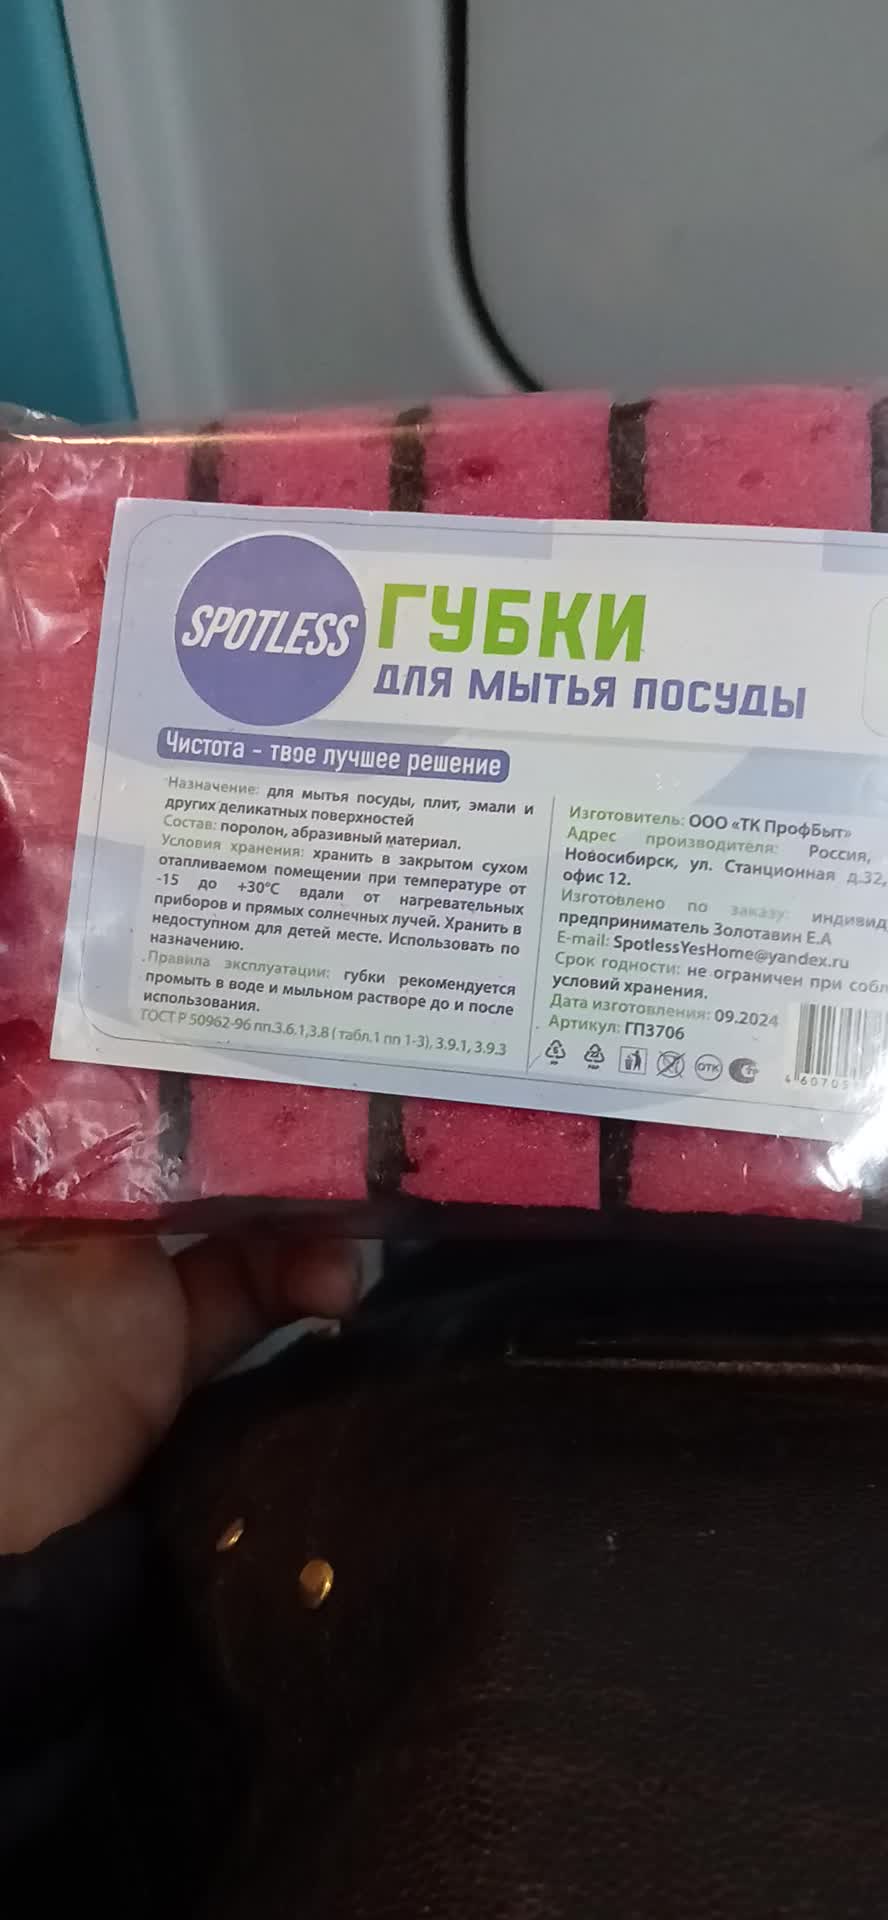 SPOTLESS
ГУБКИ
ДЛЯ МЫТЬЯ ПОСУДЫ
Чистота - твое лучшее решение
Назначение: для мытья посуды, плит, эмали и
других деликатных поверхностей
Состав: поролон, абразивный материал.
Условия хранения: хранить в закрытом сухом
отапливаемом помещении при температуре от
-15 до +30°С вдали от нагревательных
приборов и прямых солнечных лучей. Хранить в
недоступном для детей месте. Использовать по
назначению.
Правила эксплуатации: губки рекомендуется
промыть в воде и мыльном растворе до и после
использования.
ГОСТ Р 50962-96 пп.3.6.1,3.8 ( табл.1 пп 1-3), 3.9.1, 3.9.3
Изготовитель: ООО «ТК ПрофБыт»
Адрес производителя: Россия,
Новосибирск, ул. Станционная д.32,
офис 12.
Изготовлено по заказу: индивид
предприниматель Золотавин Е.А
E-mail: SpotlessYesHome@yandex.ru
Срок годности: не ограничен при собл
условий хранения.
Дата изготовления: 09.2024
Артикул: ГП3706
ОТК
4 60705